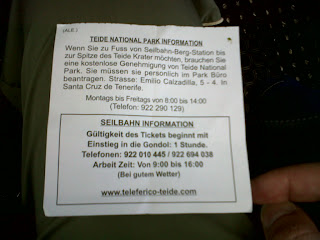 (ALE.)
TEIDE NATIONAL PARK INFORMATION
Wenn Sie zu Fuss von Seilbahn-Berg-Station bis
zur Spitze des Teide Krater möchten, brauchen Sie
eine kostenlose Genehmigung von Teide National
Park. Sie müssen sie persönlich im Park Büro
beantragen. Strasse: Emilio Calzadilla, 5 - 4. In
Santa Cruz de Tenerife.
Montags bis Freitags von 8:00 bis 14:00
(Telefon: 922 290 129)
SEILBAHN INFORMATION
Gültigkeit des Tickets beginnt mit
Einstieg in die Gondol: 1 Stunde.
Telefonen: 922 010 445 / 922 694 038
Arbeit Zeit: Von 9:00 bis 16:00
(Bei gutem Wetter)
www.teleferico-teide.com